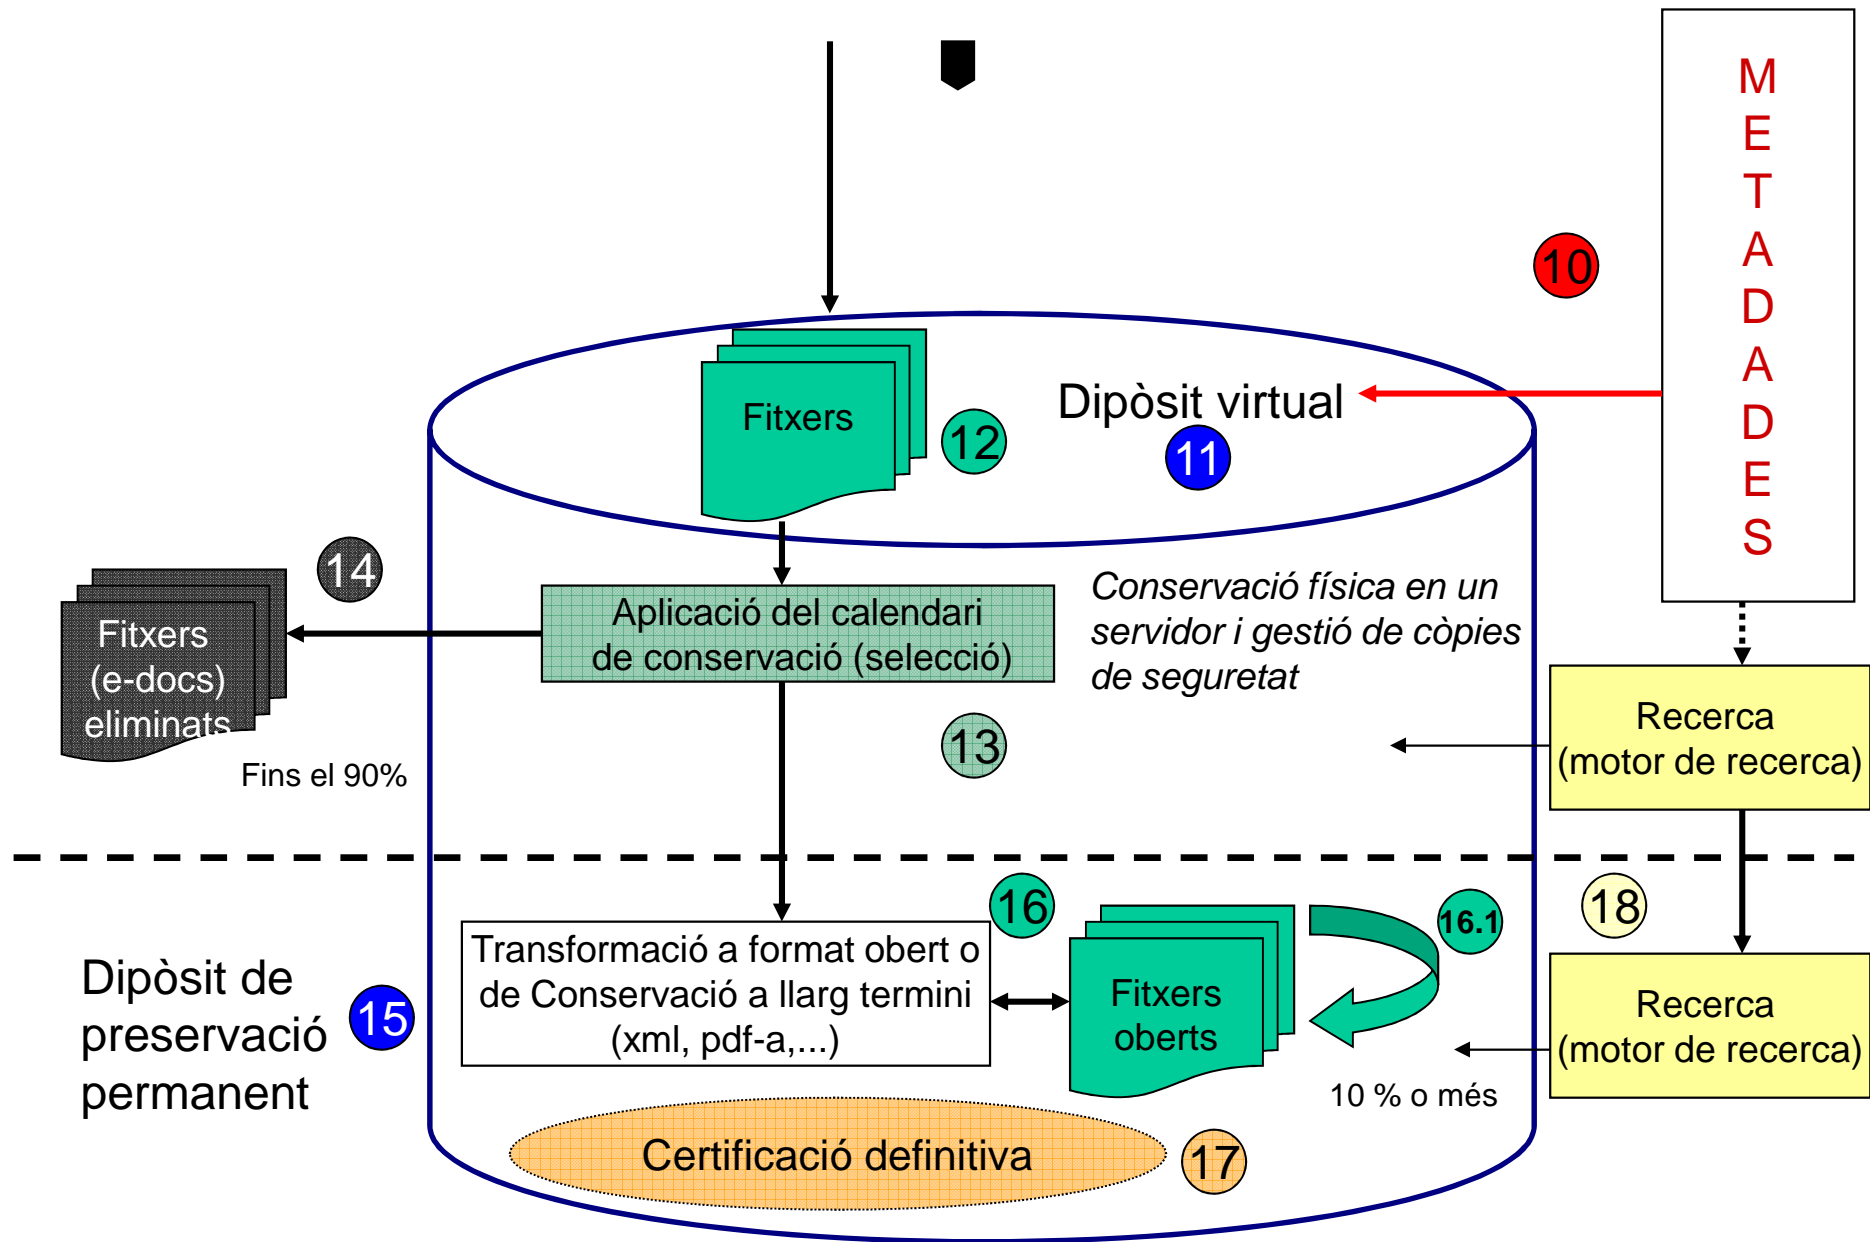 M
E
T
A
D
A
D
E
S
10
Fitxers
12
Dipòsit virtual
11
14
Fitxers
(e-docs)
eliminats
Fins el 90%
Aplicació del calendari
de conservació (selecció)
13
Conservació física en un
servidor i gestió de còpies
de seguretat
Recerca
(motor de recerca)
Dipòsit de
preservació
permanent
15
Transformació a format obert o
de Conservació a llarg termini
(xml, pdf-a,...)
16
Fitxers
oberts
16.1
10 % o més
18
Recerca
(motor de recerca)
Certificació definitiva
17